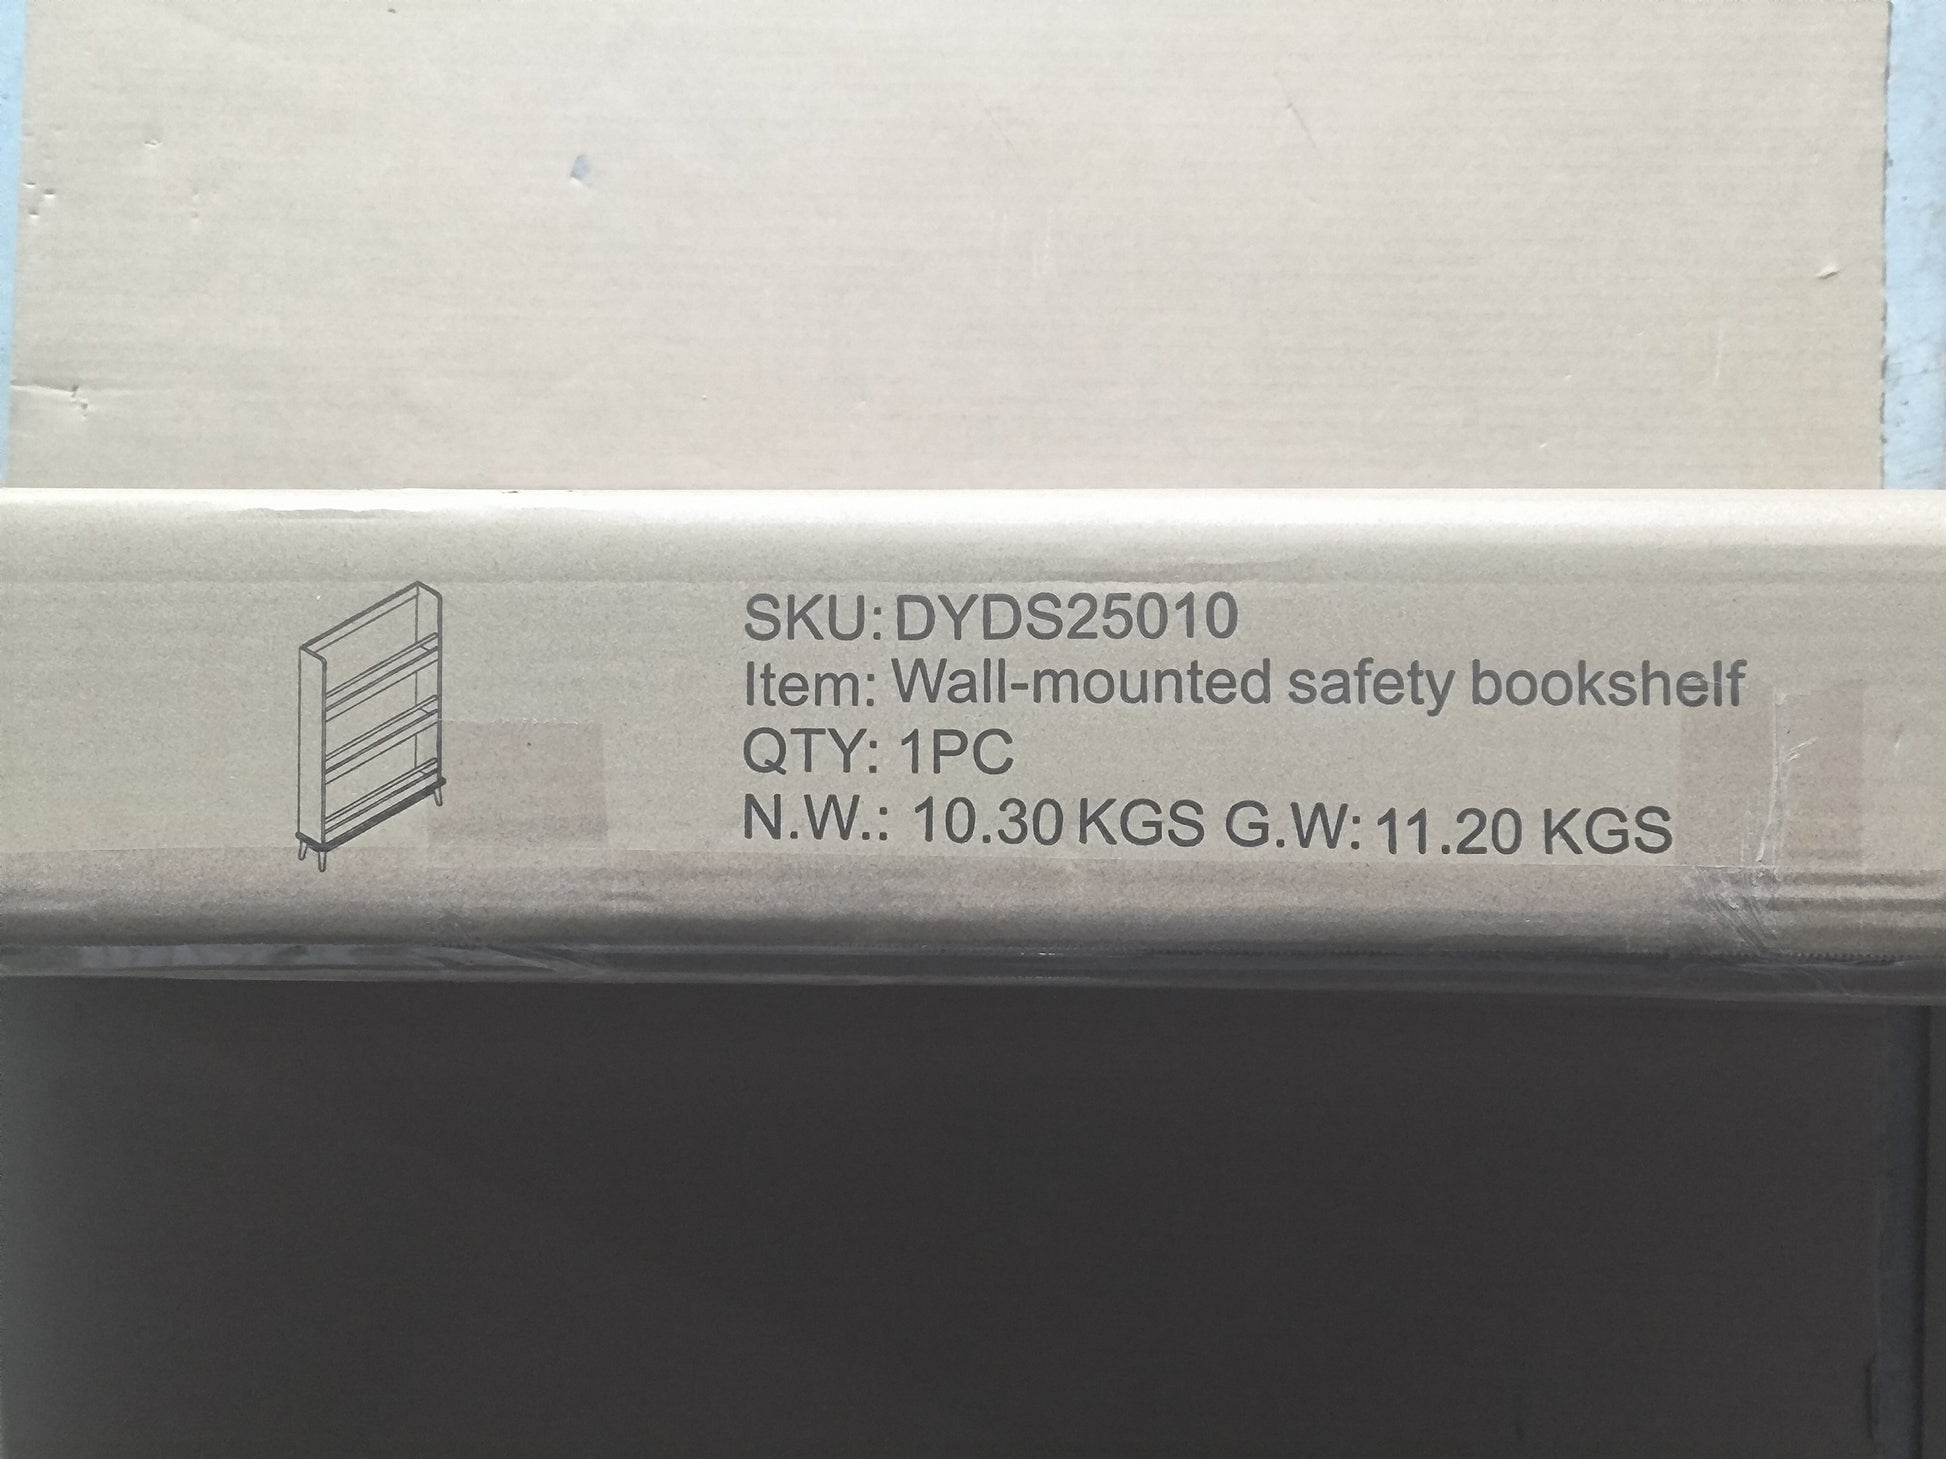 SKU: DYDS25010
Item: Wall-mounted safety bookshelf
QTY: 1PC
N.W.: 10.30 KGS G.W: 11.20 KGS